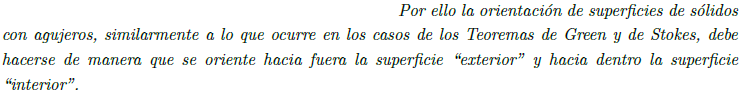 Por ello la orientación de superficies de sólidos
con agujeros, similarmente a lo que ocurre en los casos de los Teoremas de Green y de Stokes, debe
hacerse de manera que se oriente hacia fuera la superficie “exterior” y hacia dentro la superficie
“interior”.